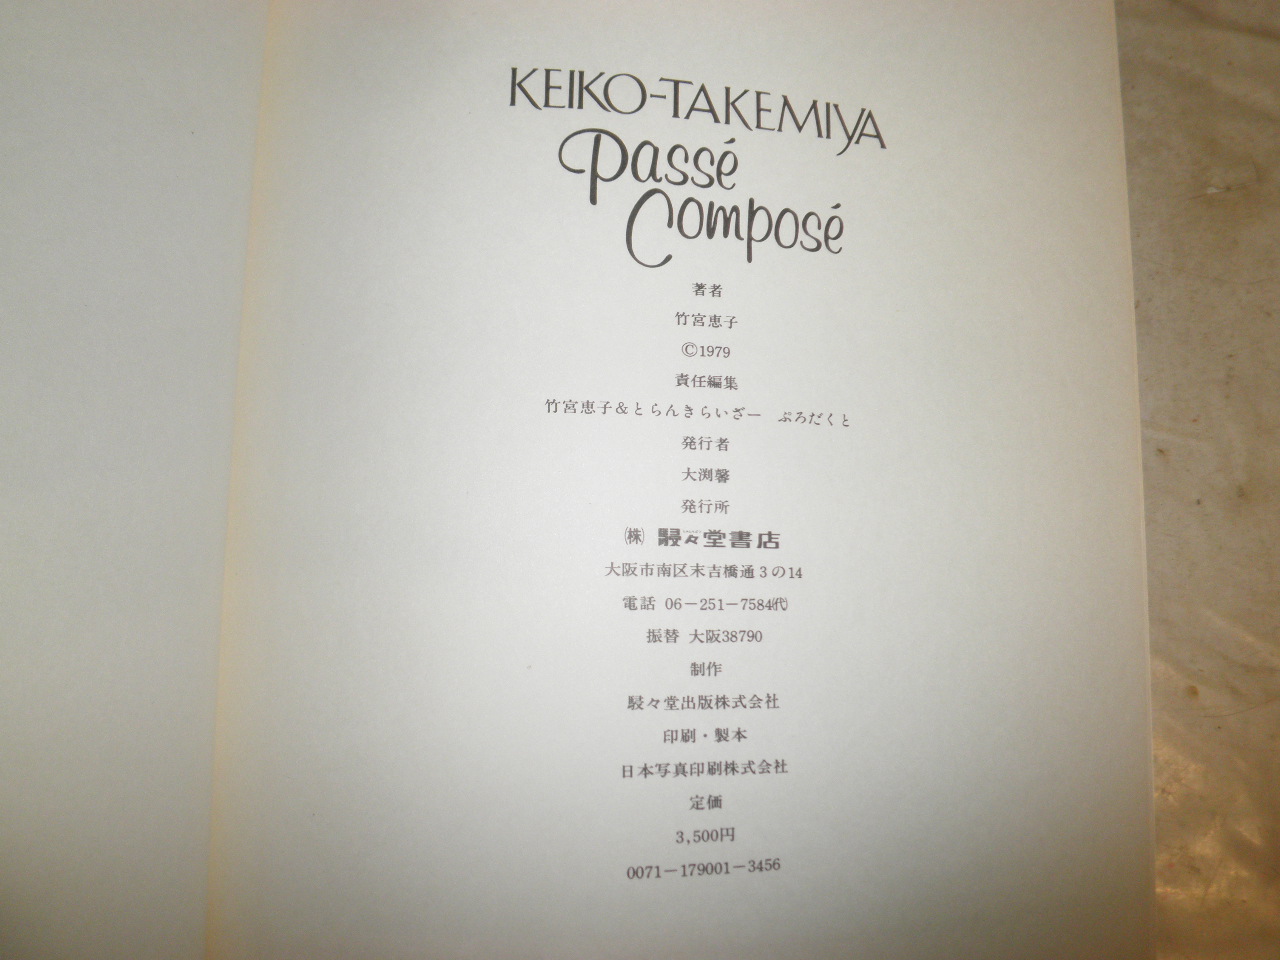 KEIKO-TAKEMIYA
Passé
Composé
著者
竹宮恵子
©1979
責任編集
竹宮恵子&とらんきらいざー　ぷろだくと
発行者
大渕馨
発行所
㈱ 駸々堂書店
大阪市南区末吉橋通3の14
電話 06－251－7584㈹
振替 大阪38790
制作
駸々堂出版株式会社
印刷・製本
日本写真印刷株式会社
定価
3,500円
0071－179001－3456